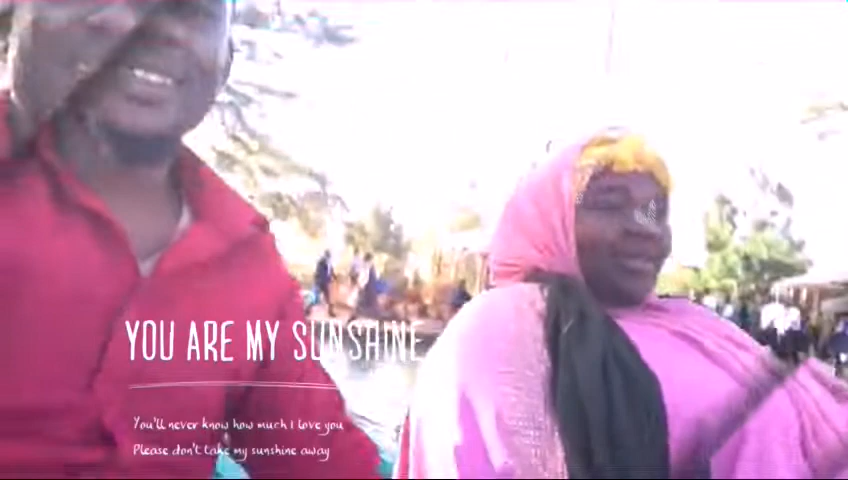 YOU ARE MY SUNSHINE
You'll never know how much I love you
Please don't take my sunshine away